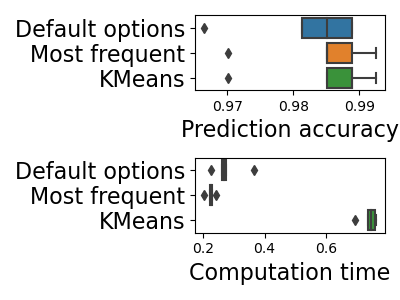 Default options
Most frequent
KMeans
0.97 0.98 0.99
Prediction accuracy
Default options
Most frequent
KMeans
0.2 0.4 0.6
Computation time